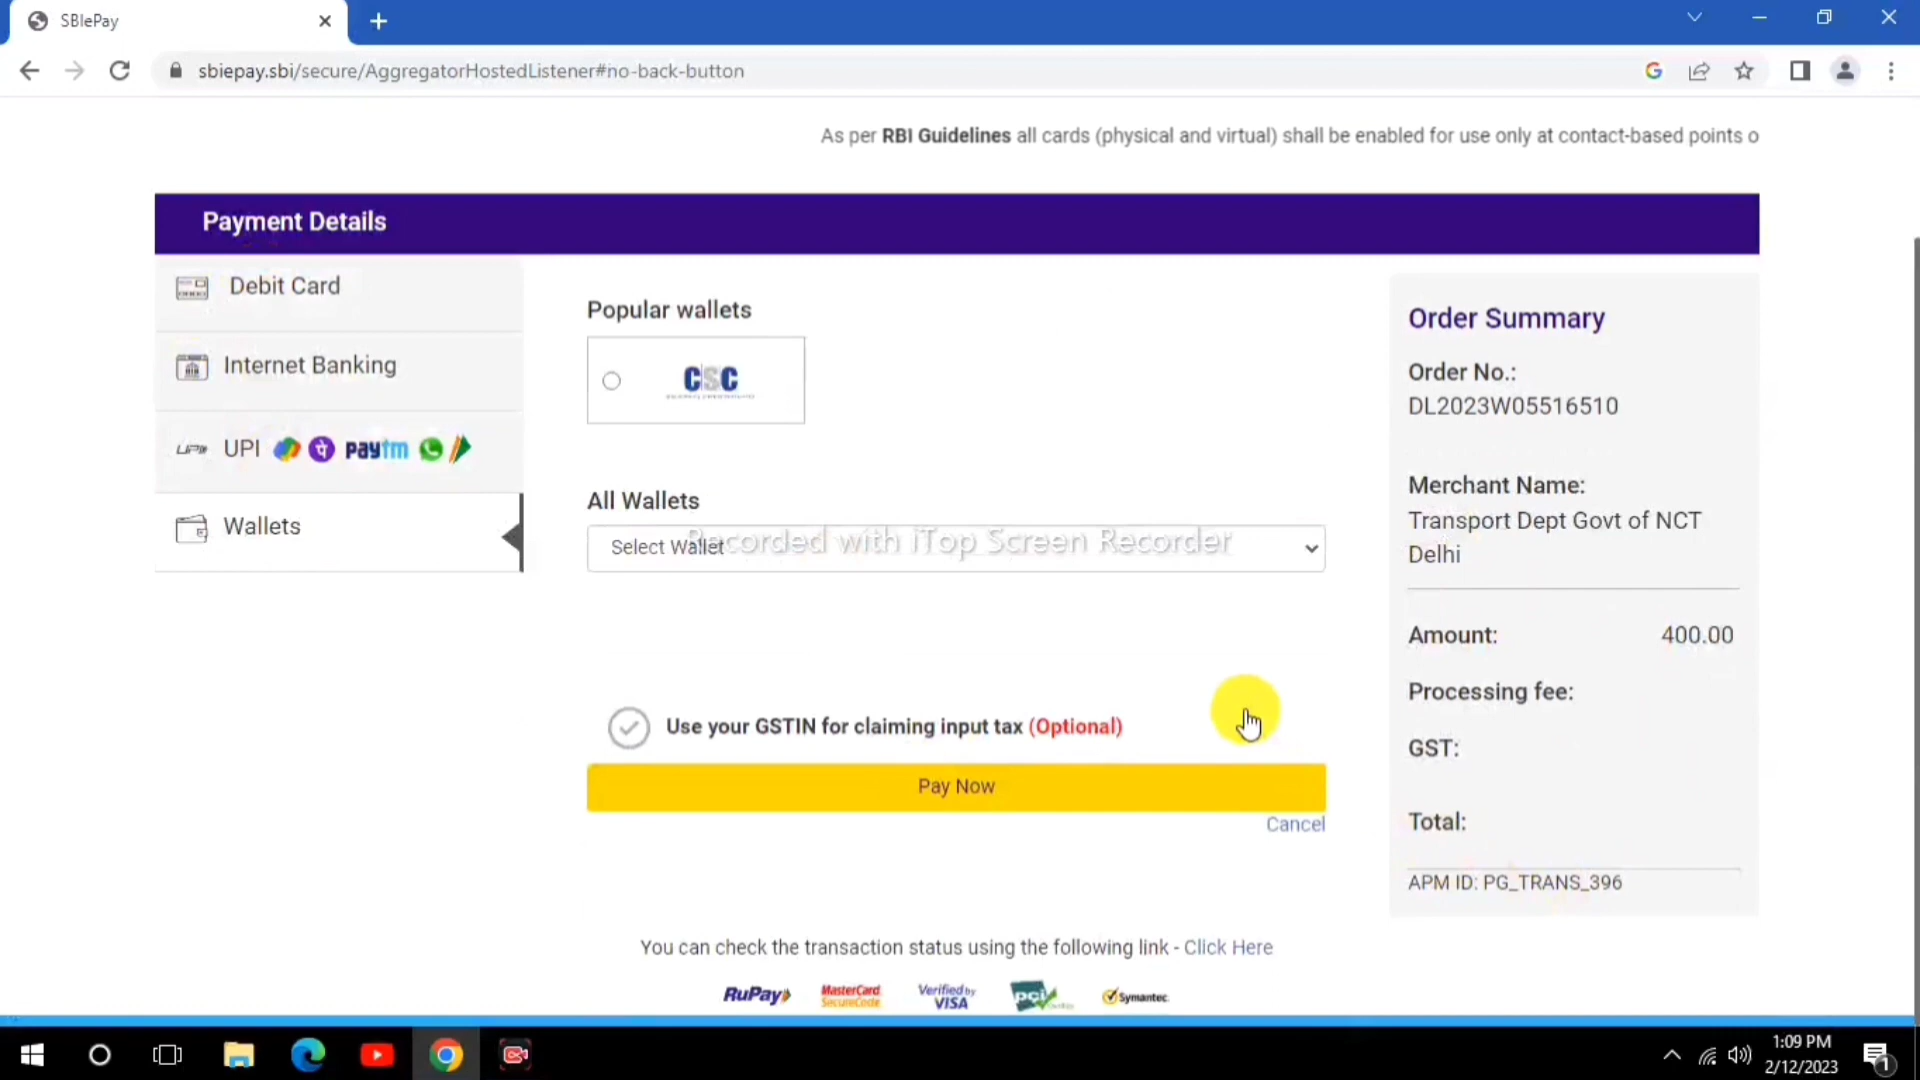 SBIePay
sbiepay.sbi/secure/AggregatorHostedListener#no-back-button
As per RBI Guidelines all cards (physical and virtual) shall be enabled for use only at contact-based points o
Payment Details
Debit Card
Internet Banking
UPI paytm
Wallets
Popular wallets
CSC
All Wallets
Select Wallet
Recorded with iTop Screen Recorder
Use your GSTIN for claiming input tax (Optional)
Pay Now
Cancel
Order Summary
Order No.:
DL2023W05516510
Merchant Name:
Transport Dept Govt of NCT
Delhi
Amount: 400.00
Processing fee:
GST:
Total:
APM ID: PG_TRANS_396
You can check the transaction status using the following link - Click Here
RuPay MasterCard SecureCode Verified by VISA pci Symantec
1:09 PM
2/12/2023
1